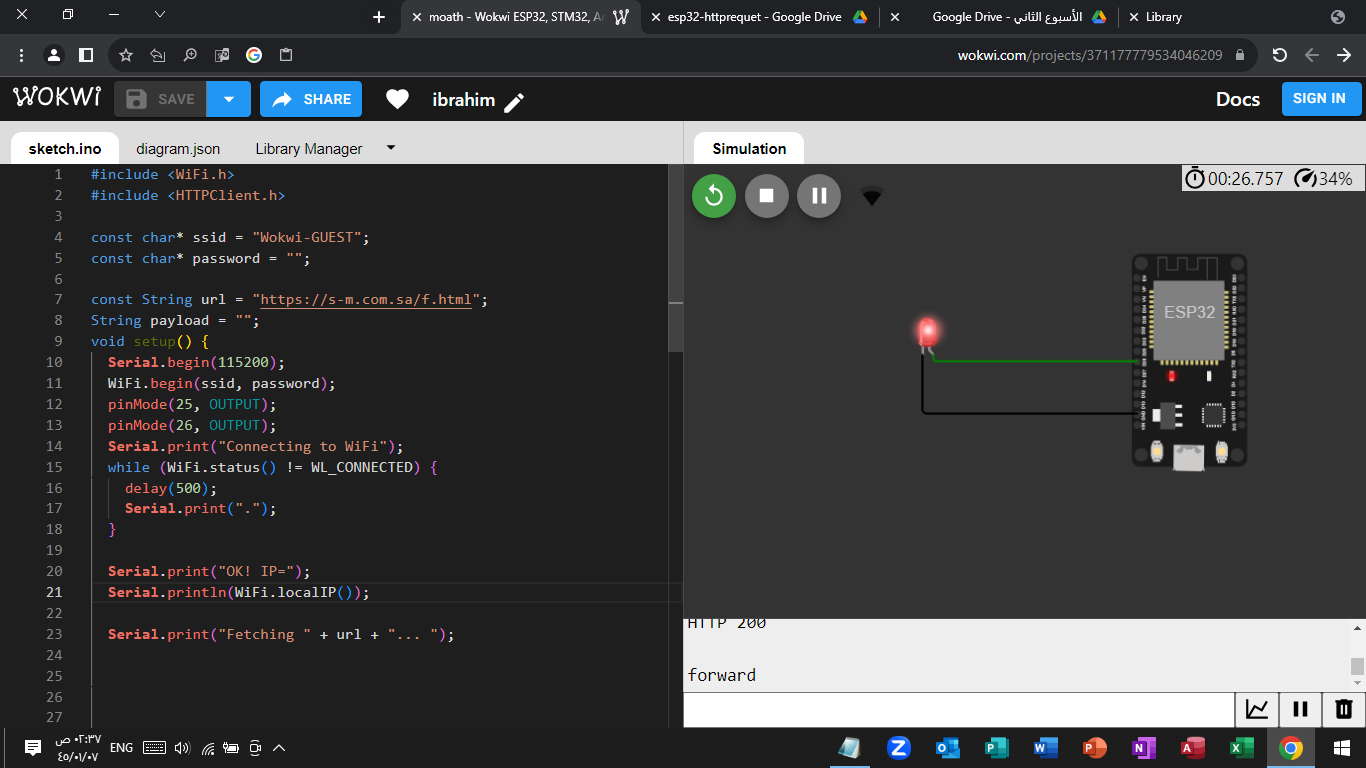 moath - Wokwi ESP32, STM32, A
esp32-httprequet - Google Drive
الأسبوع الثاني - Google Drive
Library
wokwi.com/projects/371177779534046209
WOKWI
SAVE
SHARE
ibrahim
Docs
SIGN IN
sketch.ino
diagram.json
Library Manager
Simulation
1 #include <WiFi.h>
2 #include <HTTPClient.h>
3
4 const char* ssid = "Wokwi-GUEST";
5 const char* password = "";
6
7 const String url = "https://s-m.com.sa/f.html";
8 String payload = "";
9 void setup() {
10 Serial.begin(115200);
11 WiFi.begin(ssid, password);
12 pinMode(25, OUTPUT);
13 pinMode(26, OUTPUT);
14 Serial.print("Connecting to WiFi");
15 while (WiFi.status() != WL_CONNECTED) {
16 delay(500);
17 Serial.print(".");
18 }
19
20 Serial.print("OK! IP=");
21 Serial.println(WiFi.localIP());
22
23 Serial.print("Fetching " + url + "... ");
24
25
26
27
00:26.757
34%
ESP32
HTTP 200
forward
ENG
٠٢:٣٧ ص
٤٥/٠١/٠٧